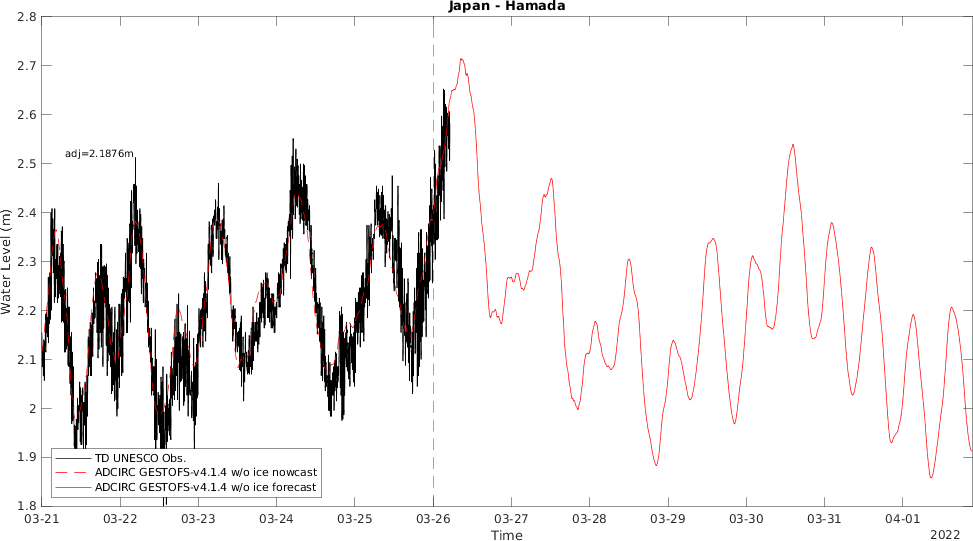 Japan - Hamada
2.8
2.7
2.6
2.5
2.4
2.3
2.2
2.1
2
1.9
1.8
Water Level (m)
adj=2.1876m
TD UNESCO Obs.
ADCIRC GESTOFS-v4.1.4 w/o ice nowcast
ADCIRC GESTOFS-v4.1.4 w/o ice forecast
03-21 03-22 03-23 03-24 03-25 03-26 03-27 03-28 03-29 03-30 03-31 04-01
Time
2022